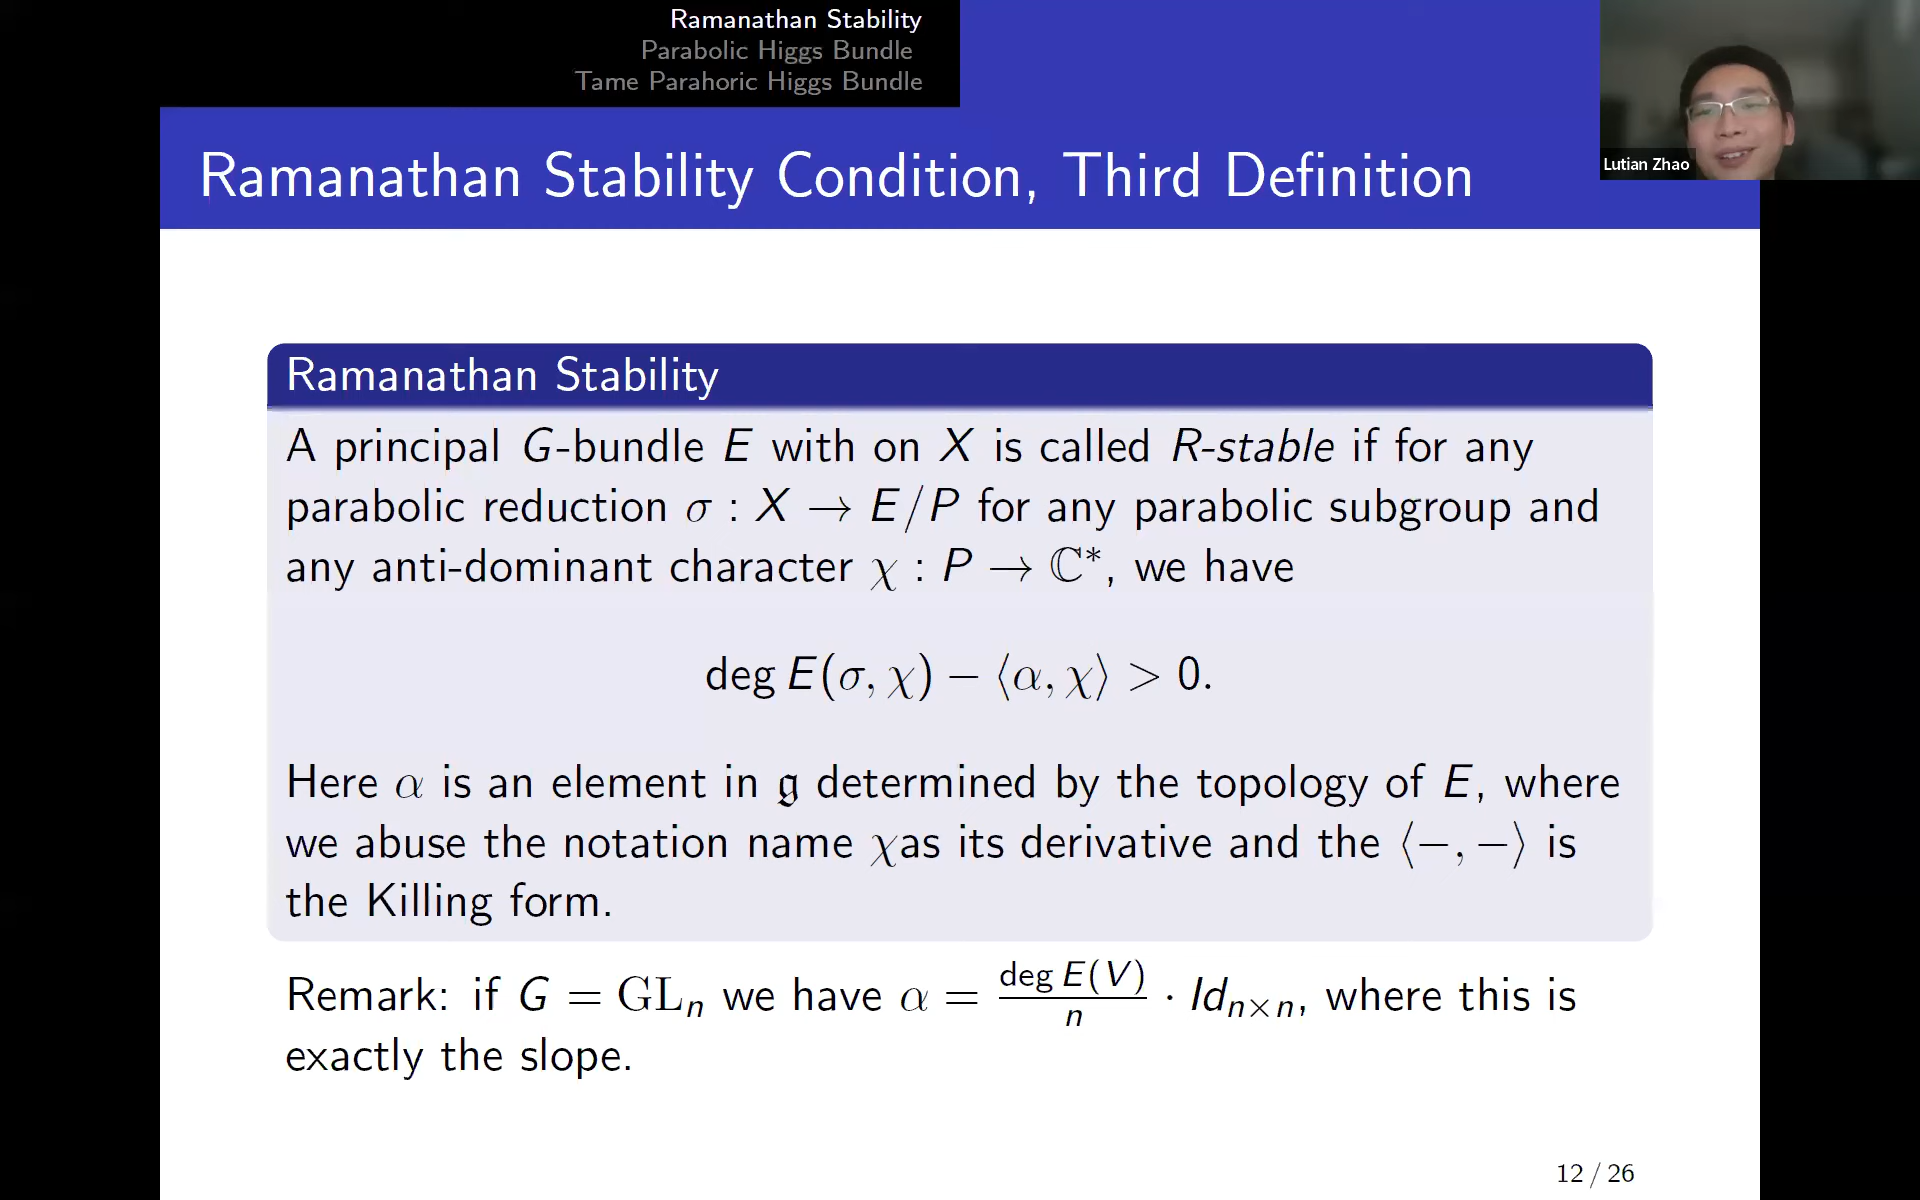 Ramanathan Stability
Parabolic Higgs Bundle
Tame Parahoric Higgs Bundle
Lutian Zhao
Ramanathan Stability Condition, Third Definition
Ramanathan Stability
A principal G-bundle E with on X is called R-stable if for any
parabolic reduction σ : X → E/P for any parabolic subgroup and
any anti-dominant character χ : P → ℂ*, we have
deg E(σ, χ) − ⟨α, χ⟩ > 0.
Here α is an element in 𝔤 determined by the topology of E, where
we abuse the notation name χas its derivative and the ⟨−, −⟩ is
the Killing form.
Remark: if G = GLₙ we have α = deg E(V)/n · Idₙ×ₙ, where this is
exactly the slope.
12 / 26